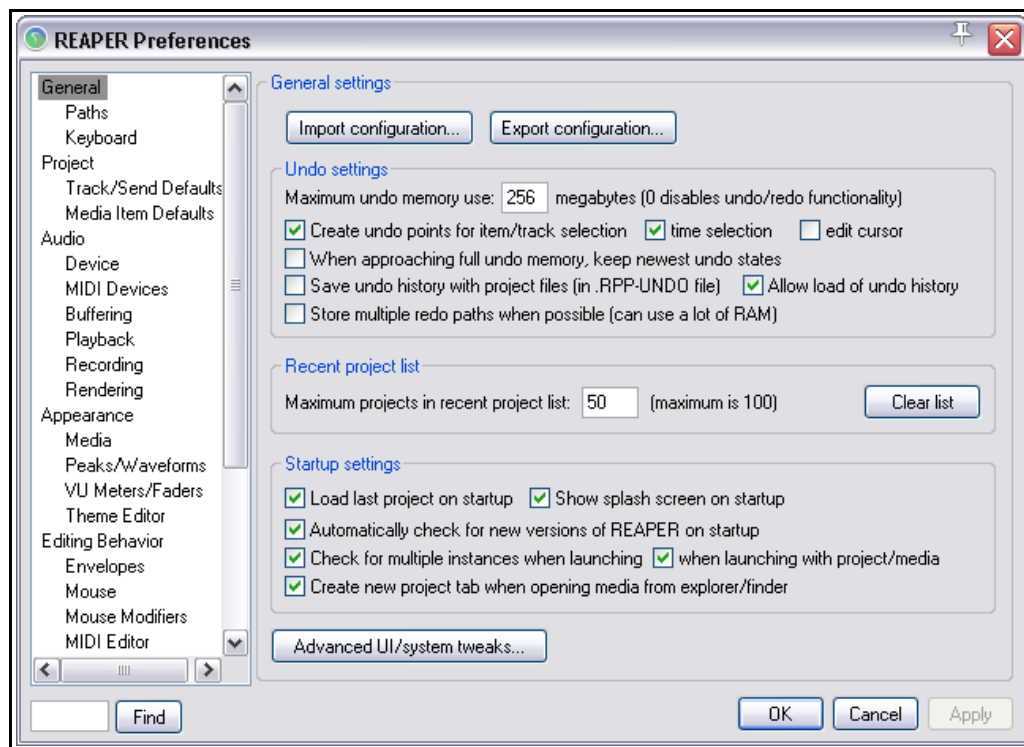 REAPER Preferences
General
Paths
Keyboard
Project
Track/Send Defaults
Media Item Defaults
Audio
Device
MIDI Devices
Buffering
Playback
Recording
Rendering
Appearance
Media
Peaks/Waveforms
VU Meters/Faders
Theme Editor
Editing Behavior
Envelopes
Mouse
Mouse Modifiers
MIDI Editor
Find
General settings
Import configuration... Export configuration...
Undo settings
Maximum undo memory use: 256 megabytes (0 disables undo/redo functionality)
Create undo points for item/track selection time selection edit cursor
When approaching full undo memory, keep newest undo states
Save undo history with project files (in .RPP-UNDO file) Allow load of undo history
Store multiple redo paths when possible (can use a lot of RAM)
Recent project list
Maximum projects in recent project list: 50 (maximum is 100) Clear list
Startup settings
Load last project on startup Show splash screen on startup
Automatically check for new versions of REAPER on startup
Check for multiple instances when launching when launching with project/media
Create new project tab when opening media from explorer/finder
Advanced UI/system tweaks...
OK Cancel Apply